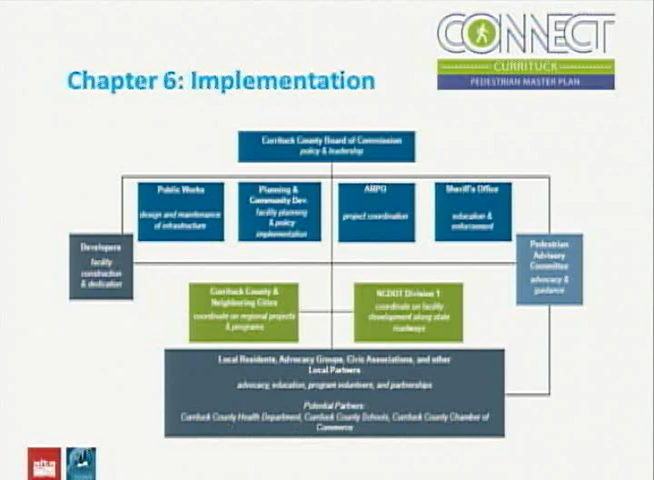 CONNECT
CURRITUCK
PEDESTRIAN MASTER PLAN
Chapter 6: Implementation
Currituck County Board of Commission
policy & leadership
Public Works
design and maintenance
of infrastructure
Planning &
Community Dev.
facility planning
& policy
implementation
ARPO
project coordination
Sheriff's Office
education &
enforcement
Developers
facility
construction
& dedication
Pedestrian
Advisory
Committee
advocacy &
guidance
Currituck County &
Neighboring Cities
coordinate on regional projects
& programs
NCDOT Division 1
coordinate on facility
development along state
roadways
Local Residents, Advocacy Groups, Civic Associations, and other
Local Partners
advocacy, education, program volunteers, and partnerships
Potential Partners:
Currituck County Health Department, Currituck County Schools, Currituck County Chamber of
Commerce
alta